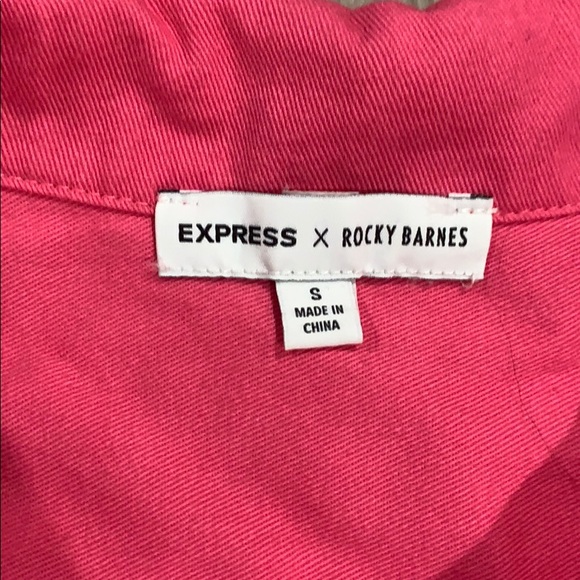 EXPRESS X ROCKY BARNES
S
MADE IN
CHINA